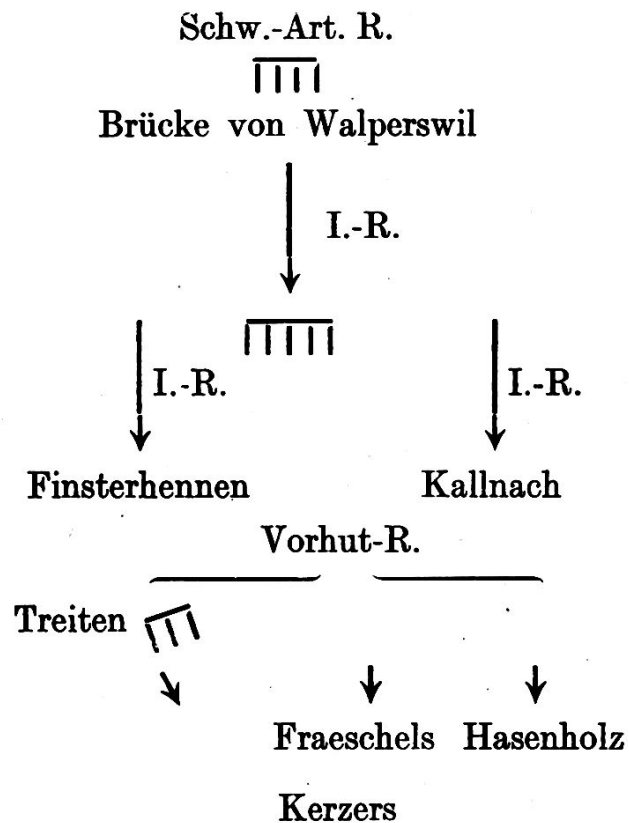 Schw.-Art. R.
Brücke von Walperswil
I.-R.
I.-R. I.-R.
Finsterhennen Kallnach
Vorhut-R.
Treiten
Fraeschels Hasenholz
Kerzers